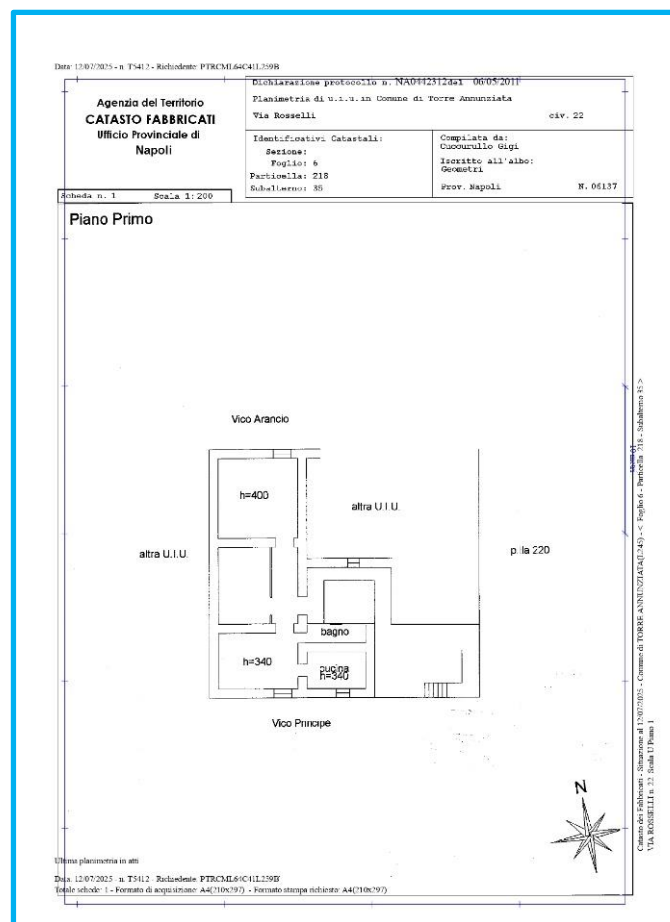 Data: 12/07/2025 - n. T5412 - Richiedente: PTRCML64C41L259B
Agenzia del Territorio
CATASTO FABBRICATI
Ufficio Provinciale di
Napoli
Dichiarazione protocollo n. NA0442312del 06/05/2011
Planimetria di u.i.u.in Comune di Torre Annunziata
Via Rosselli civ. 22
Identificativi Catastali:
Sezione:
Foglio: 6
Particella: 218
Subalterno: 35
Compilata da:
Cuccurullo Gigi
Iscritto all'albo:
Geometri
Prov. Napoli N. 06137
Scheda n. 1 Scala 1:200
Piano Primo
Vico Arancio
h=400
altra U.I.U.
altra U.I.U.
p.lla 220
bagno
h=340
cucina
h=340
Vico Principe
N
Ultima planimetria in atti
Data: 12/07/2025 - n. T5412 - Richiedente: PTRCML64C41L259B
Totale schede: 1 - Formato di acquisizione: A4(210x297) - Formato stampa richiesto: A4(210x297)
Catasto dei Fabbricati - Situazione al 12/07/2025 - Comune di TORRE ANNUNZIATA(L245) - < Foglio 6 - Particella 218 - Subalterno 35 >
VIA ROSSELLI n. 22 Scala U Piano 1